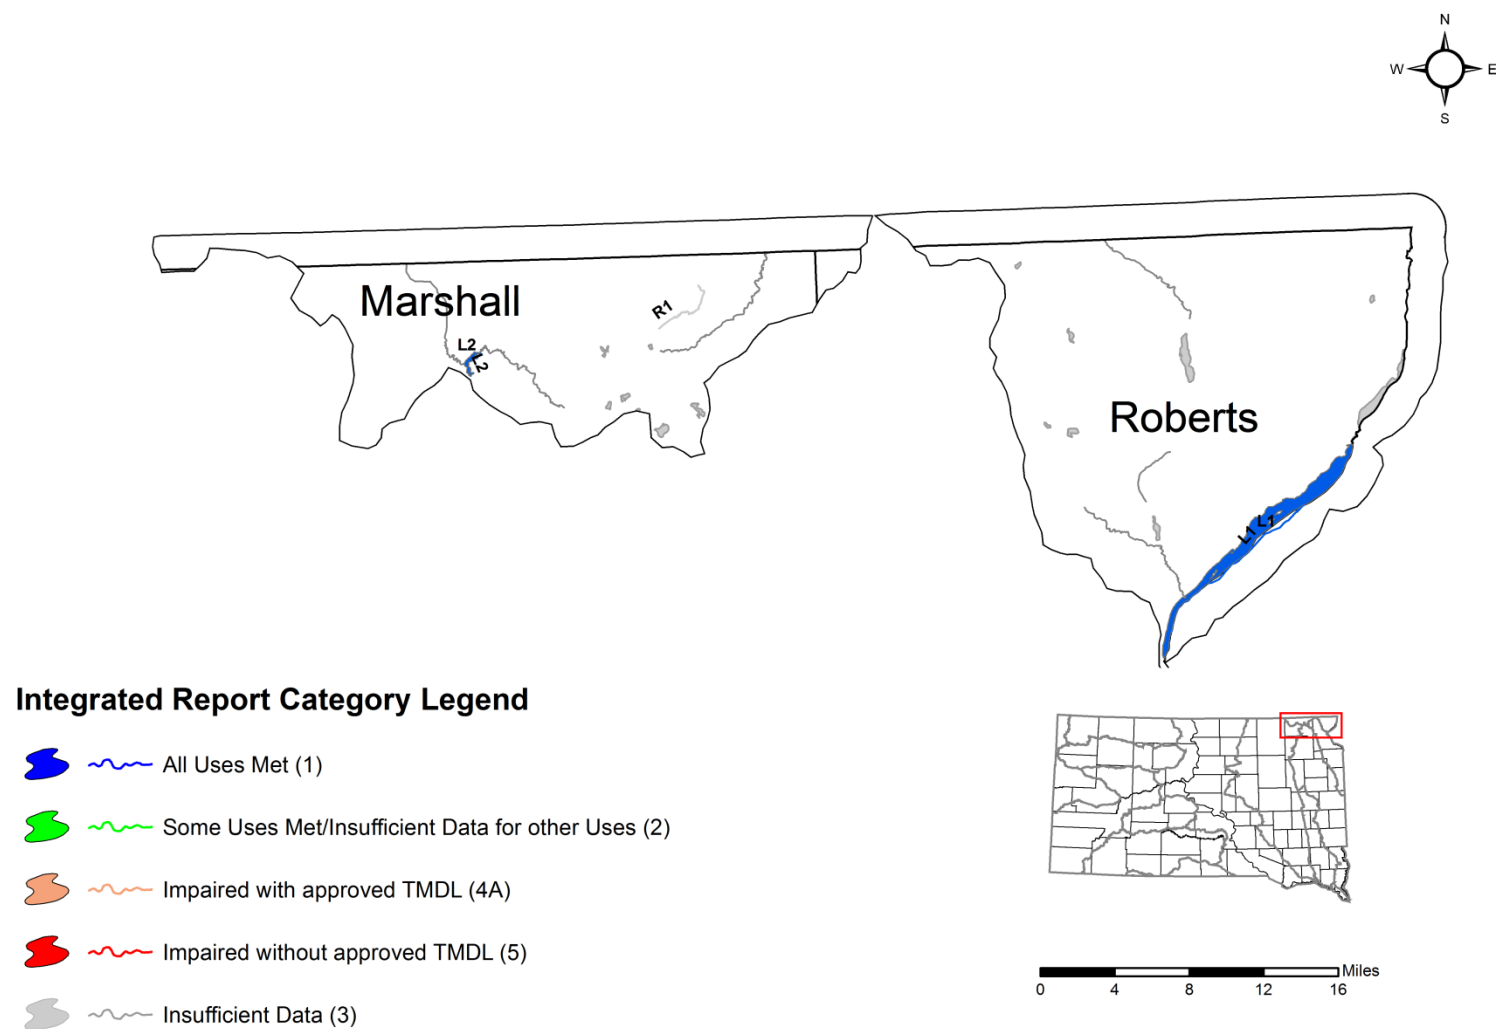 N
W E
S
Marshall
R1
L2
L2
Roberts
L1
L1
Integrated Report Category Legend
All Uses Met (1)
Some Uses Met/Insufficient Data for other Uses (2)
Impaired with approved TMDL (4A)
Impaired without approved TMDL (5)
Insufficient Data (3)
Miles
0 4 8 12 16